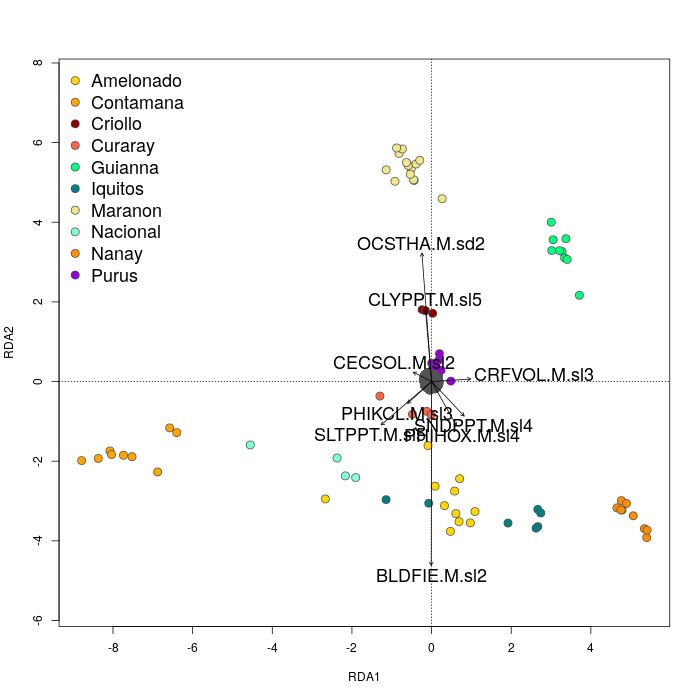 8
6
4
2
0
-2
-4
-6
RDA2
Amelonado
Contamana
Criollo
Curaray
Guianna
Iquitos
Maranon
Nacional
Nanay
Purus
OCSTHA.M.sd2
CLYPPT.M.sl5
CECSOL.M.sl2
CRFVOL.M.sl3
PHIKCL.M.sl3
SNDPPT.M.sl4
PHIHOX.M.sl4
BLDFIE.M.sl2
-8 -6 -4 -2 0 2 4
RDA1